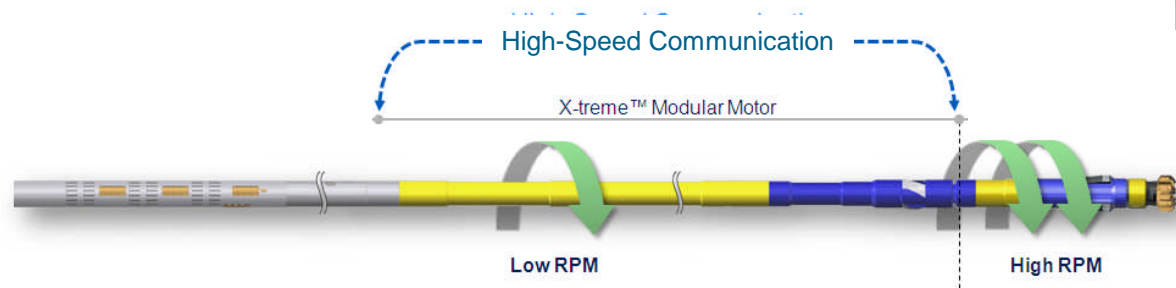 High-Speed Communication
X-treme™ Modular Motor
Low RPM
High RPM